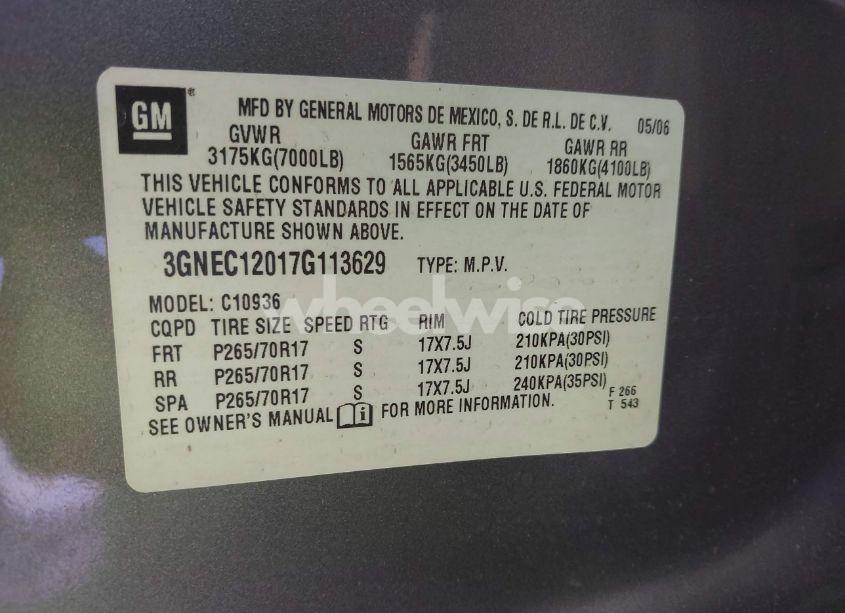 GM
MFD BY GENERAL MOTORS DE MEXICO, S. DE R.L. DE C.V. 05/06
GVWR GAWR FRT GAWR RR
3175KG(7000LB) 1565KG(3450LB) 1860KG(4100LB)
THIS VEHICLE CONFORMS TO ALL APPLICABLE U.S. FEDERAL MOTOR
VEHICLE SAFETY STANDARDS IN EFFECT ON THE DATE OF
MANUFACTURE SHOWN ABOVE.
3GNEC12017G113629 TYPE: M.P.V.
MODEL: C10936
wheelwise
CQPD TIRE SIZE SPEED RTG RIM COLD TIRE PRESSURE
FRT P265/70R17 S 17X7.5J 210KPA(30PSI)
RR P265/70R17 S 17X7.5J 210KPA(30PSI)
SPA P265/70R17 S 17X7.5J 240KPA(35PSI)
SEE OWNER'S MANUAL i FOR MORE INFORMATION.
F 266
T 543